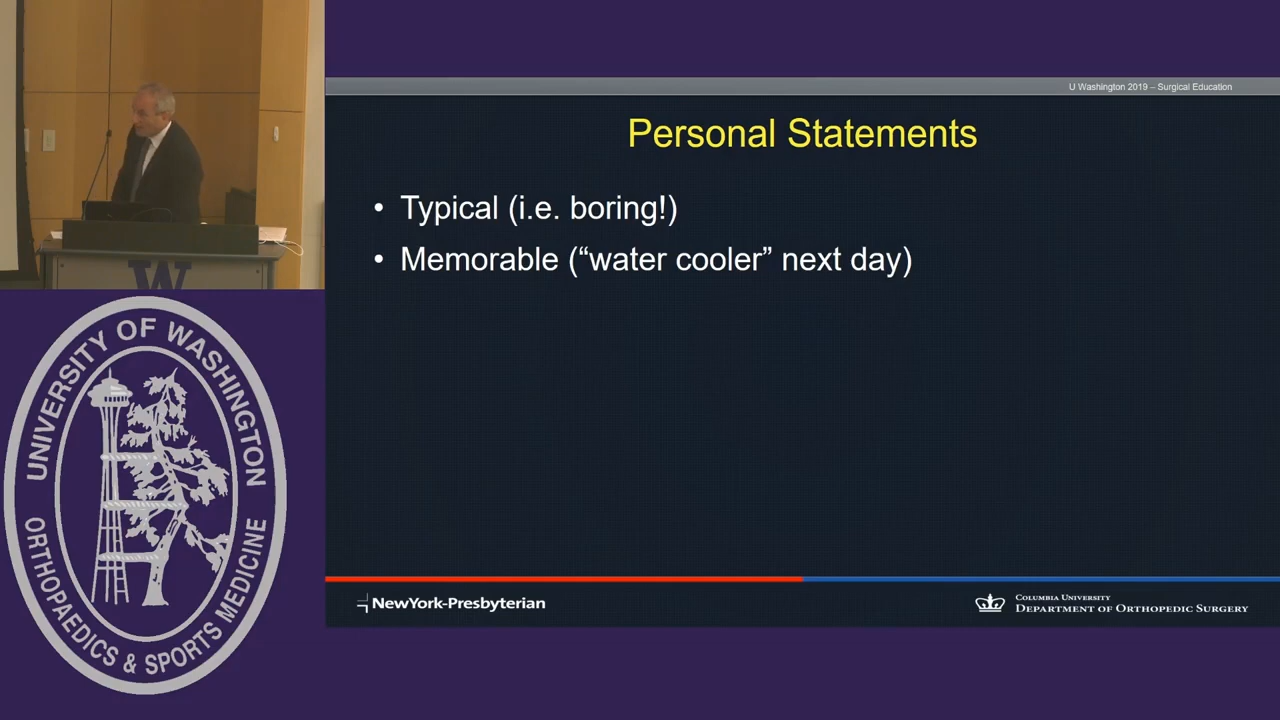 U Washington 2019 – Surgical Education
Personal Statements
• Typical (i.e. boring!)
• Memorable (“water cooler” next day)
NewYork-Presbyterian
COLUMBIA UNIVERSITY
DEPARTMENT OF ORTHOPEDIC SURGERY
W
UNIVERSITY OF WASHINGTON
ORTHOPAEDICS & SPORTS MEDICINE